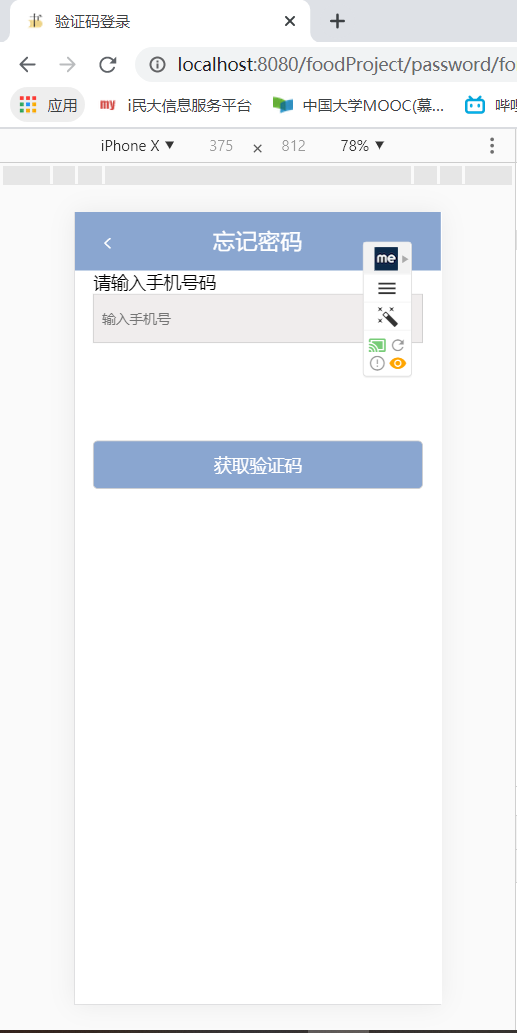 验证码登录
localhost:8080/foodProject/password/fo
应用 my i民大信息服务平台 中国大学MOOC(慕... 哔
iPhone X ▼ 375 × 812 78% ▼
忘记密码
me
请输入手机号码
输入手机号
获取验证码